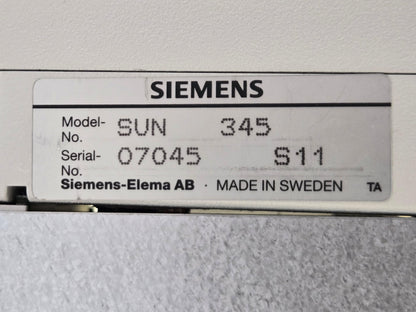 SIEMENS
Model-No. SUN 345
Serial-No. 07045 S11
Siemens-Elema AB · MADE IN SWEDEN TA